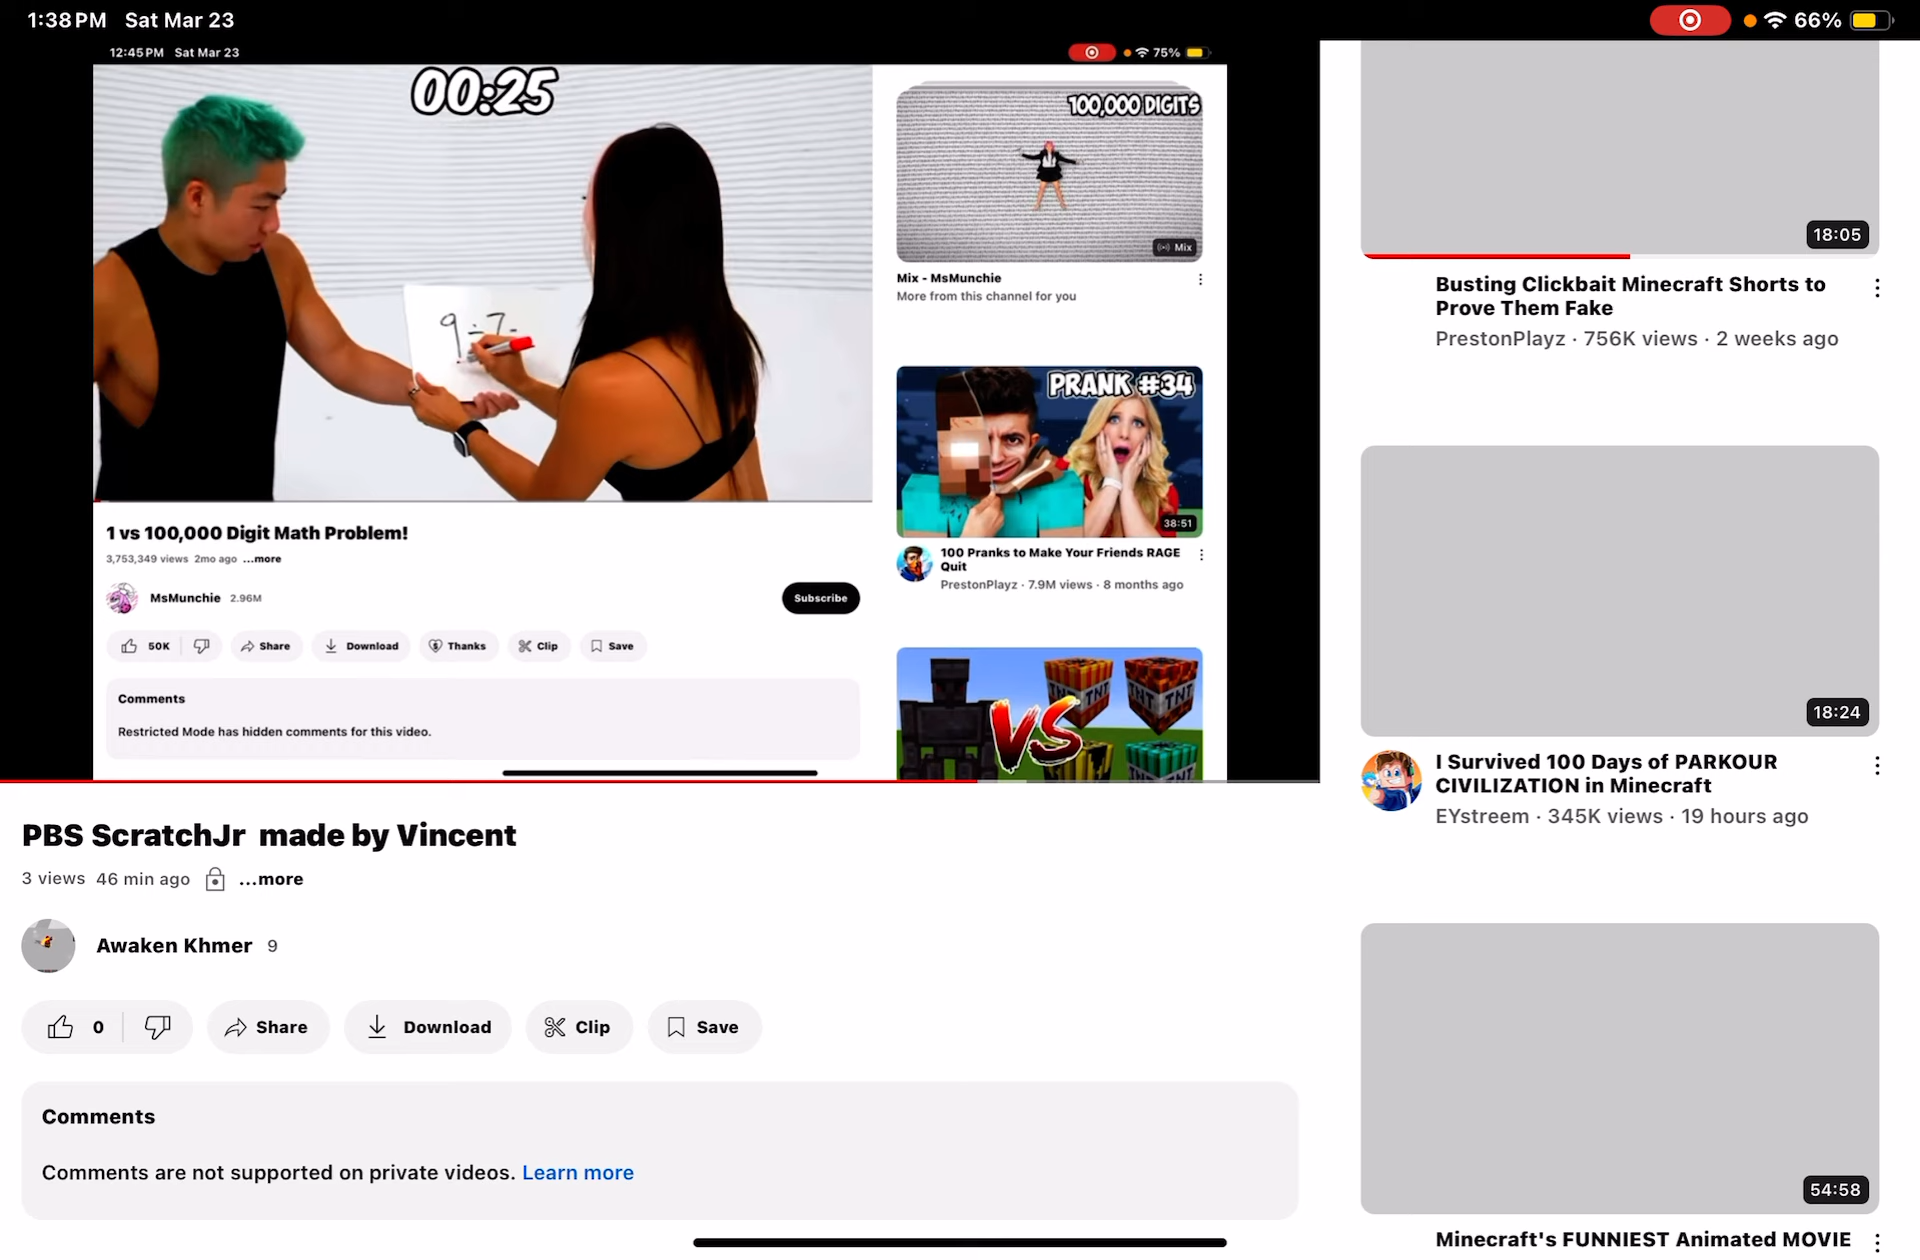 1:38 PM Sat Mar 23
66%
12:45 PM Sat Mar 23
75%
00:25
9÷7=
1 vs 100,000 Digit Math Problem!
3,753,349 views 2mo ago ...more
MsMunchie 2.96M
Subscribe
50K
Share
Download
Thanks
Clip
Save
Comments
Restricted Mode has hidden comments for this video.
100,000 DIGITS
Mix
Mix - MsMunchie
More from this channel for you
PRANK #34
38:51
100 Pranks to Make Your Friends RAGE
Quit
PrestonPlayz · 7.9M views · 8 months ago
TNT
TNT
VS
PBS ScratchJr made by Vincent
3 views 46 min ago ...more
Awaken Khmer 9
0
Share
Download
Clip
Save
Comments
Comments are not supported on private videos. Learn more
18:05
Busting Clickbait Minecraft Shorts to
Prove Them Fake
PrestonPlayz · 756K views · 2 weeks ago
18:24
I Survived 100 Days of PARKOUR
CIVILIZATION in Minecraft
EYstreem · 345K views · 19 hours ago
54:58
Minecraft's FUNNIEST Animated MOVIE